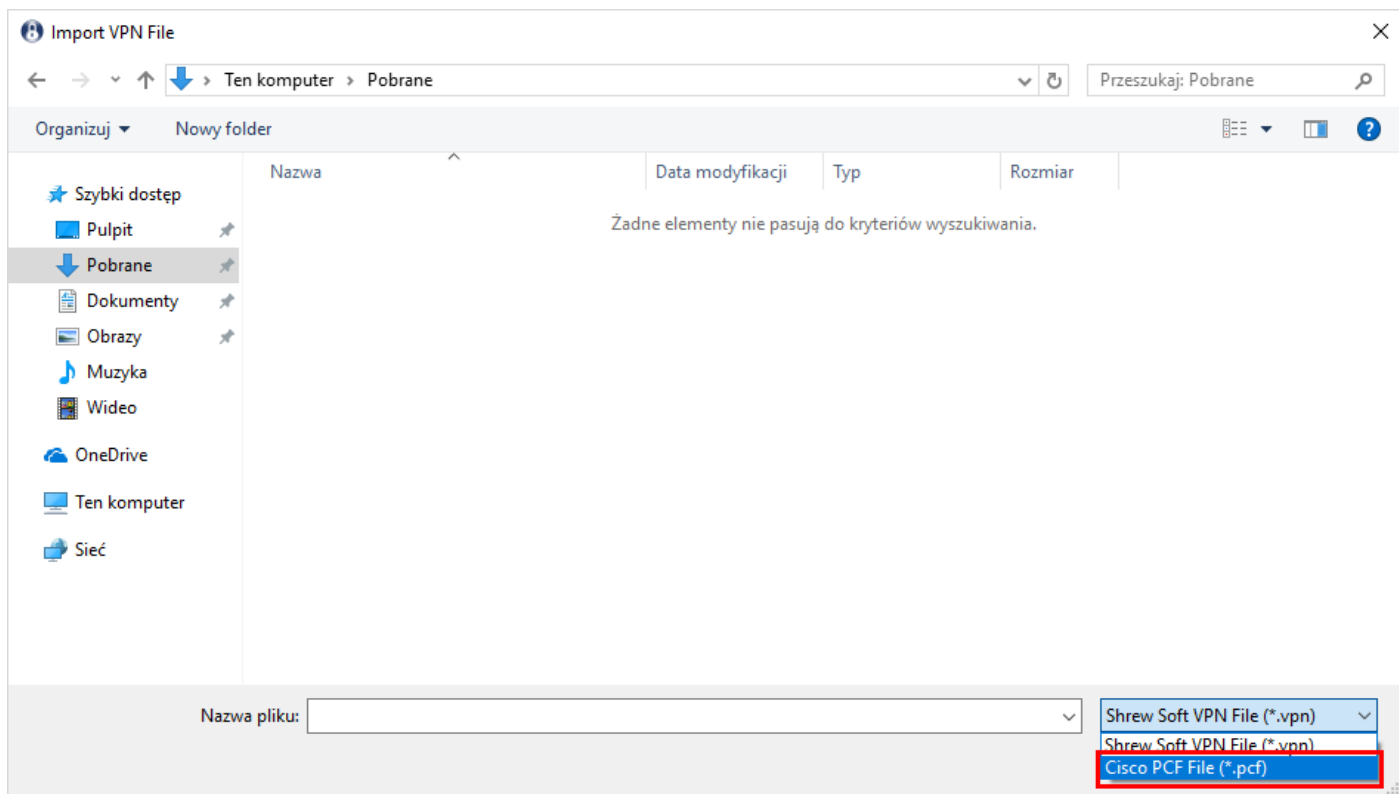 Import VPN File
Ten komputer > Pobrane
Przeszukaj: Pobrane
Organizuj
Nowy folder
Nazwa
Data modyfikacji
Typ
Rozmiar
Żadne elementy nie pasują do kryteriów wyszukiwania.
Szybki dostęp
Pulpit
Pobrane
Dokumenty
Obrazy
Muzyka
Wideo
OneDrive
Ten komputer
Sieć
Nazwa pliku:
Shrew Soft VPN File (*.vpn)
Shrew Soft VPN File (*.vpn)
Cisco PCF File (*.pcf)